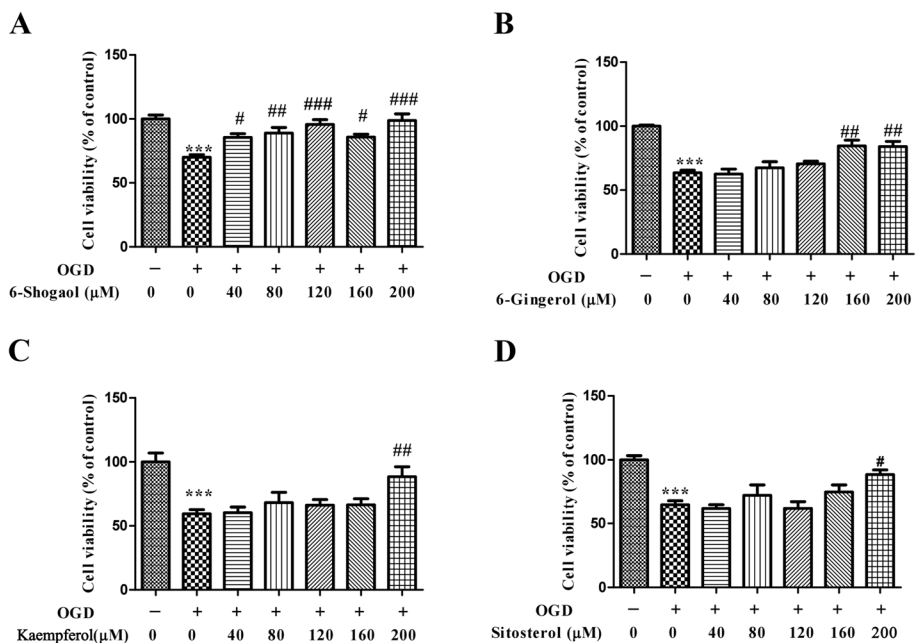 A
Cell viability (% of control)
150
100
50
0
***
#
##
###
#
###
OGD − + + + + + +
6-Shogaol (μM) 0 0 40 80 120 160 200
B
Cell viability (% of control)
150
100
50
0
***
##
##
OGD − + + + + + +
6-Gingerol (μM) 0 0 40 80 120 160 200
C
Cell viability (% of control)
150
100
50
0
***
##
OGD − + + + + + +
Kaempferol(μM) 0 0 40 80 120 160 200
D
Cell viability (% of control)
150
100
50
0
***
#
OGD − + + + + + +
Sitosterol (μM) 0 0 40 80 120 160 200